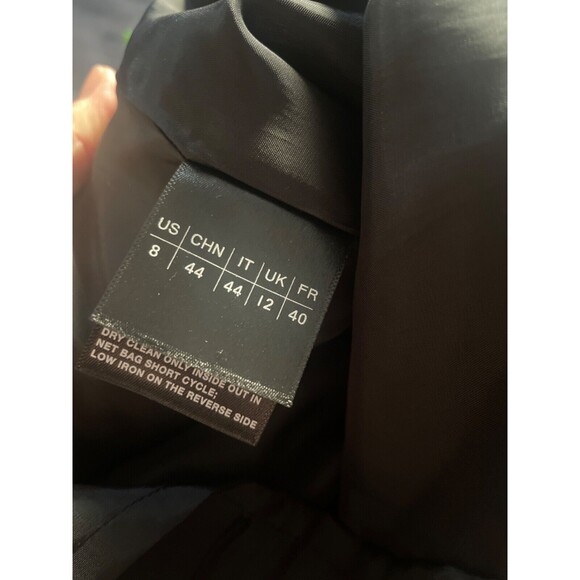 US CHN IT UK FR
8 44 44 12 40
DRY CLEAN ONLY INSIDE OUT IN
NET BAG SHORT CYCLE;
LOW IRON ON THE REVERSE SIDE